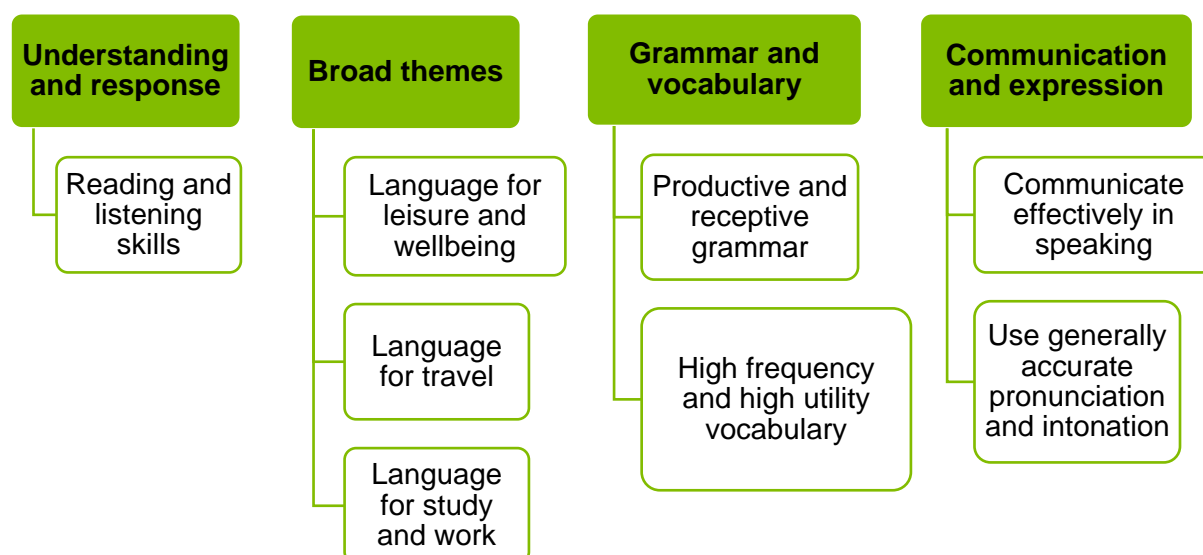 Understanding
and response
Reading and
listening
skills
Broad themes
Language for
leisure and
wellbeing
Language
for travel
Language
for study
and work
Grammar and
vocabulary
Productive and
receptive
grammar
High frequency
and high utility
vocabulary
Communication
and expression
Communicate
effectively in
speaking
Use generally
accurate
pronunciation
and intonation